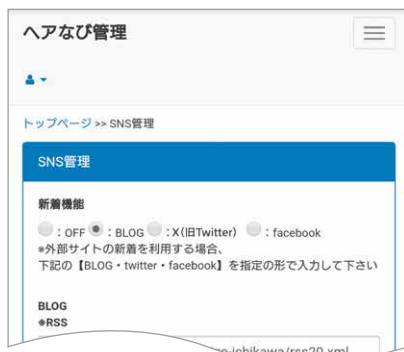 ヘアなび管理
トップページ >> SNS管理
SNS管理
新着機能
：OFF ：BLOG ：X(旧Twitter) ：facebook
※外部サイトの新着を利用する場合、
下記の【BLOG・twitter・facebook】を指定の形で入力して下さい
BLOG
※RSS
ishikawa/rss20.xml